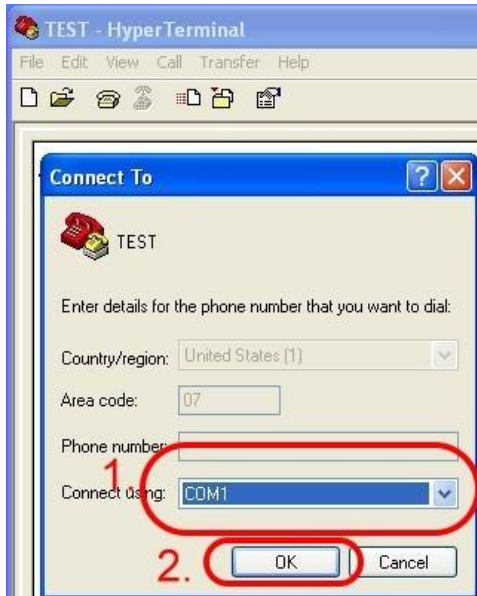 TEST - HyperTerminal
File Edit View Call Transfer Help
Connect To
TEST
Enter details for the phone number that you want to dial:
Country/region: United States (1)
Area code: 07
Phone number:
1.
Connect using: COM1
2. OK Cancel